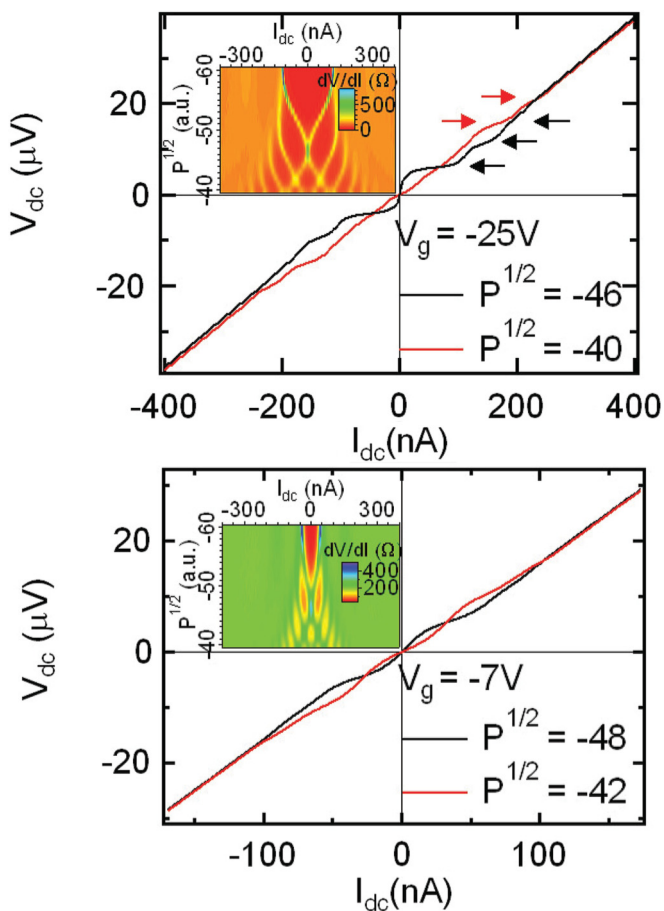 I_dc (nA)
-300 0 300
dV/dI (Ω)
500
0
P^1/2 (a.u.)
-60
-50
-40
V_dc (μV)
20
0
-20
V_g = -25V
P^1/2 = -46
P^1/2 = -40
-400 -200 0 200 400
I_dc(nA)
I_dc (nA)
-300 0 300
dV/dI (Ω)
400
200
P^1/2 (a.u.)
-60
-50
-40
V_dc (μV)
20
0
-20
V_g = -7V
P^1/2 = -48
P^1/2 = -42
-100 0 100
I_dc(nA)